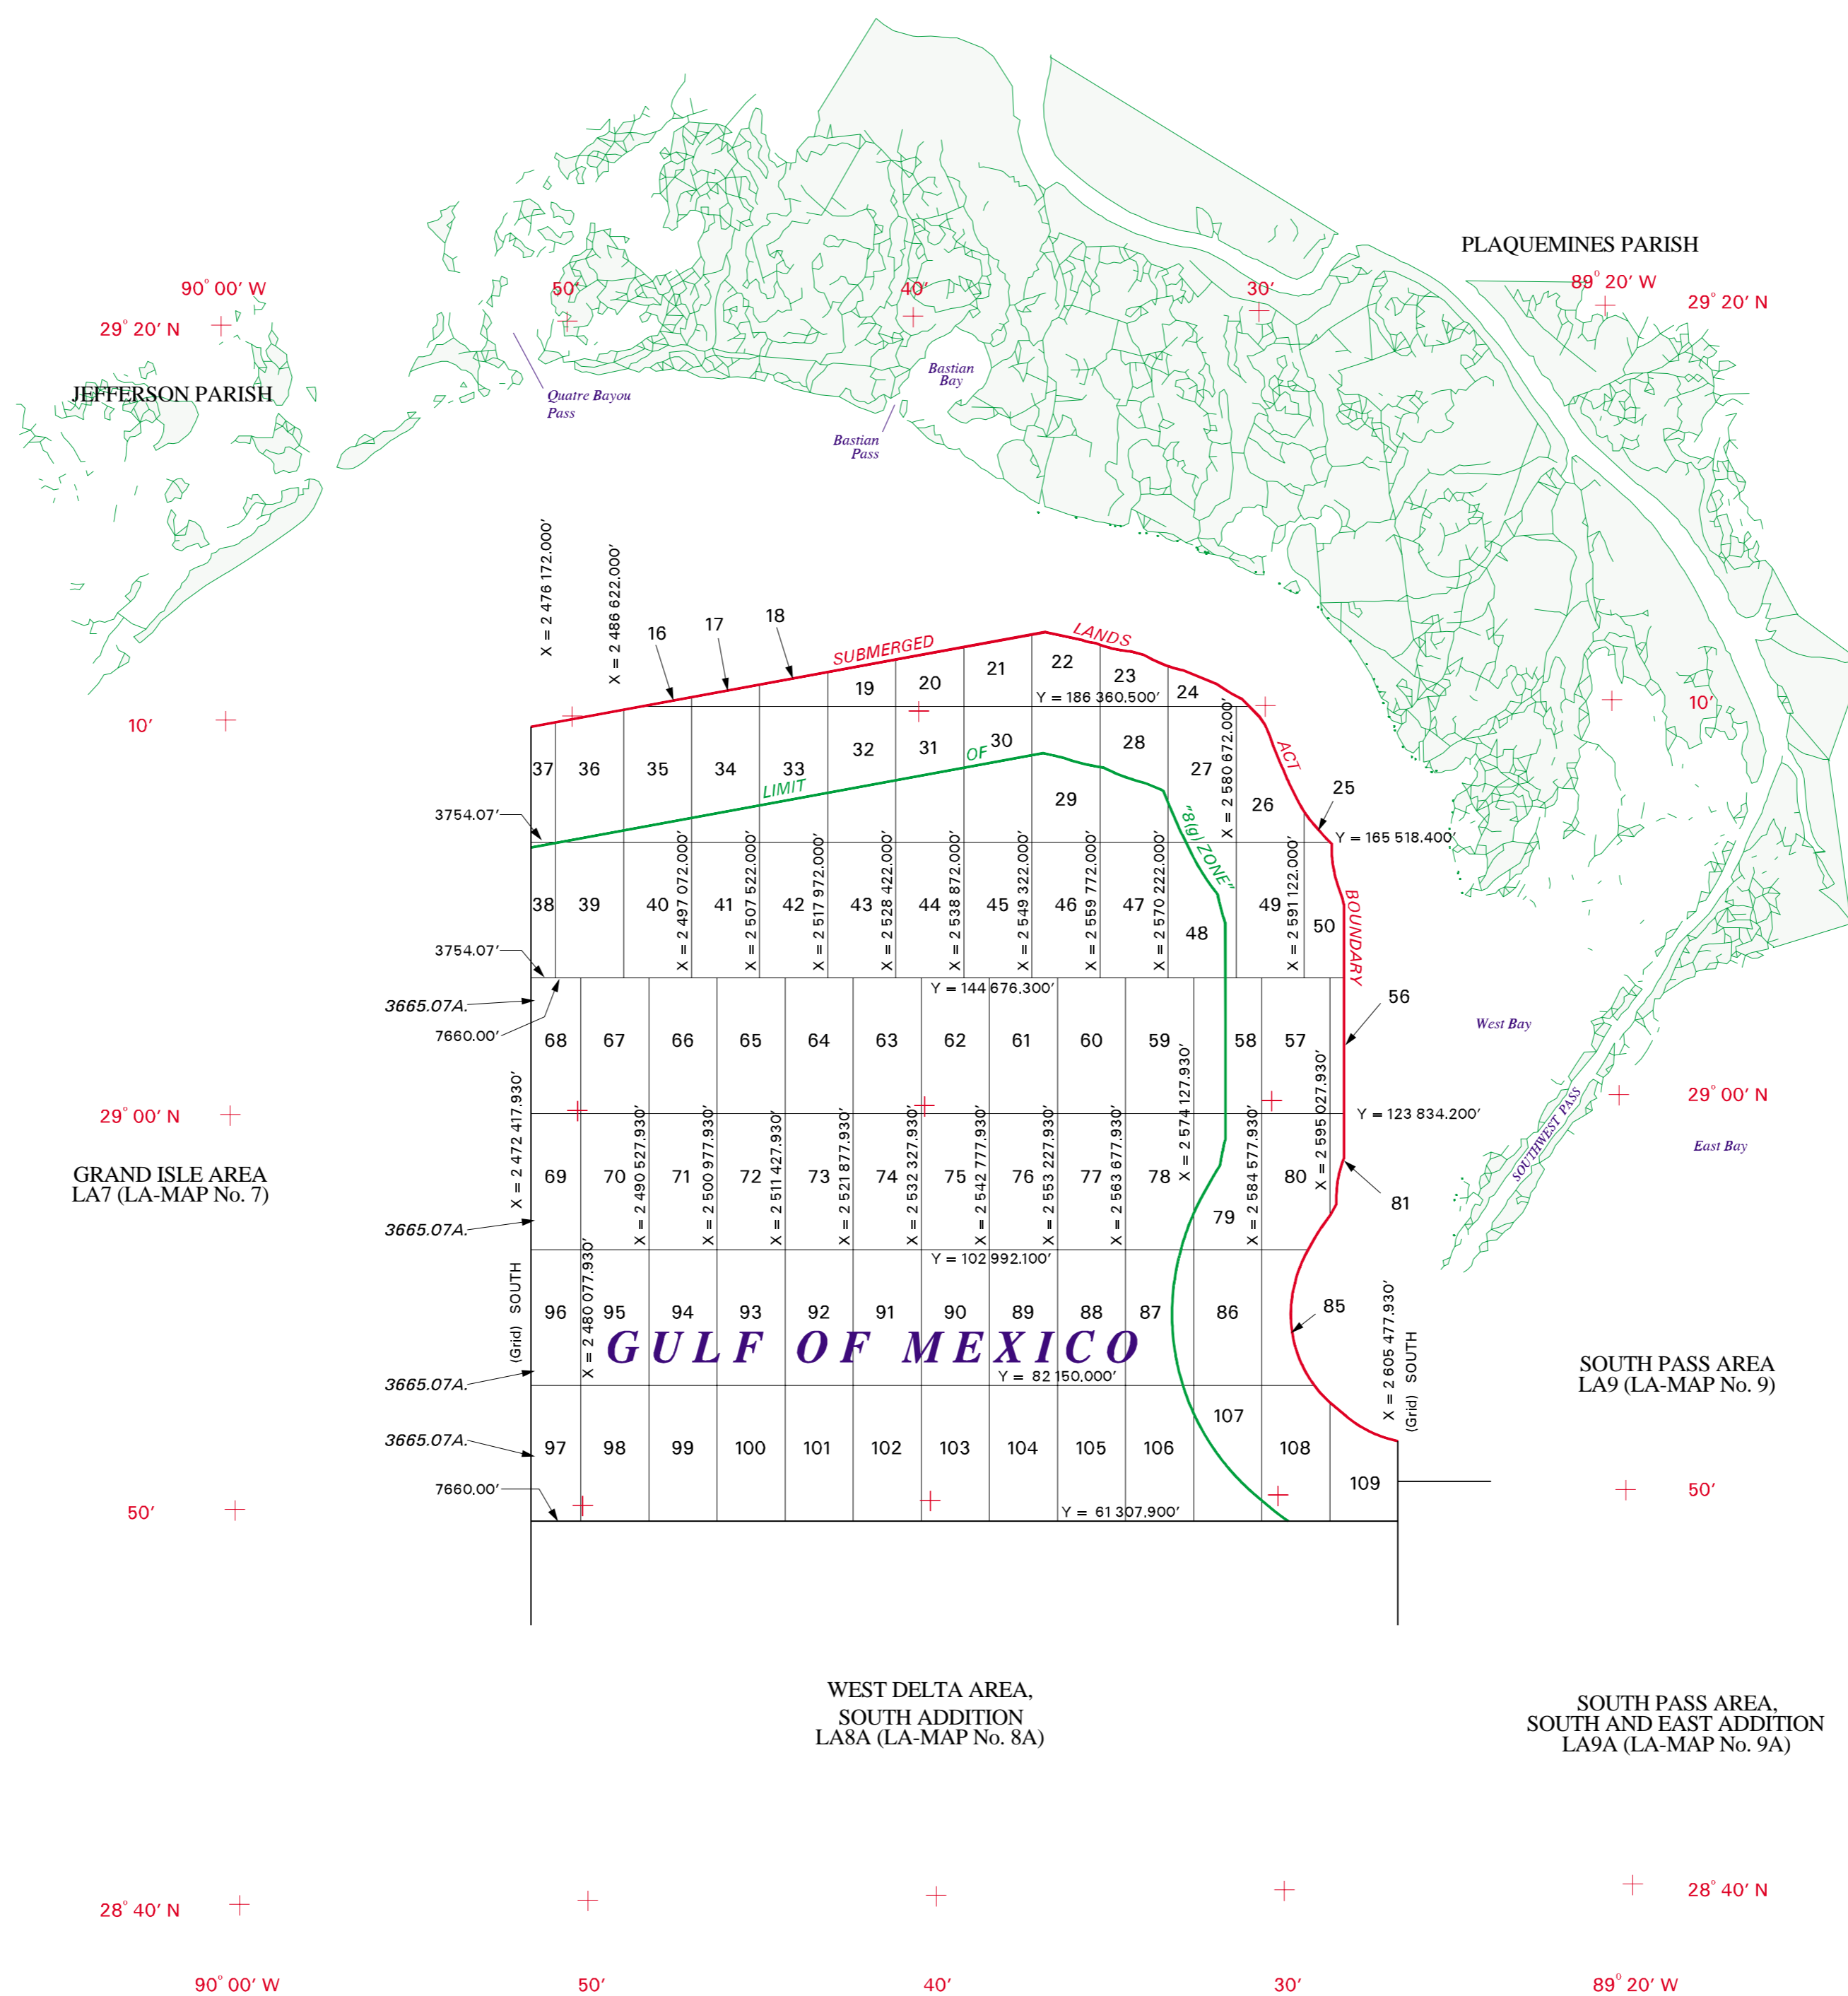 PLAQUEMINES PARISH
90° 00′ W
50′
40′
30′
89° 20′ W
29° 20′ N
29° 20′ N
JEFFERSON PARISH
Quatre Bayou
Pass
Bastian
Bay
Bastian
Pass
X = 2 476 172.000′
X = 2 486 622.000′
16
17
18
SUBMERGED
LANDS
ACT
BOUNDARY
19
20
21
22
23
24
Y = 186 360.500′
X = 2 580 672.000′
10′
10′
37
36
35
34
33
32
31
30
28
27
29
26
25
LIMIT
OF
"8(g) ZONE"
3754.07′
Y = 165 518.400′
38
39
40
41
42
43
44
45
46
47
48
49
50
X = 2 497 072.000′
X = 2 507 522.000′
X = 2 517 972.000′
X = 2 528 422.000′
X = 2 538 872.000′
X = 2 549 322.000′
X = 2 559 772.000′
X = 2 570 222.000′
X = 2 591 122.000′
3754.07′
Y = 144 676.300′
3665.07A.
7660.00′
68
67
66
65
64
63
62
61
60
59
58
57
56
West Bay
29° 00′ N
29° 00′ N
Y = 123 834.200′
SOUTHWEST PASS
East Bay
GRAND ISLE AREA
LA7 (LA-MAP No. 7)
X = 2 472 417.930′
69
70
71
72
73
74
75
76
77
78
79
80
81
X = 2 490 527.930′
X = 2 500 977.930′
X = 2 511 427.930′
X = 2 521 877.930′
X = 2 532 327.930′
X = 2 542 777.930′
X = 2 553 227.930′
X = 2 563 677.930′
X = 2 574 127.930′
X = 2 584 577.930′
X = 2 595 027.930′
3665.07A.
Y = 102 992.100′
(Grid) SOUTH
X = 2 480 077.930′
96
95
94
93
92
91
90
89
88
87
86
85
GULF OF MEXICO
X = 2 605 477.930′
(Grid) SOUTH
SOUTH PASS AREA
LA9 (LA-MAP No. 9)
3665.07A.
Y = 82 150.000′
3665.07A.
97
98
99
100
101
102
103
104
105
106
107
108
109
7660.00′
Y = 61 307.900′
50′
50′
WEST DELTA AREA,
SOUTH ADDITION
LA8A (LA-MAP No. 8A)
SOUTH PASS AREA,
SOUTH AND EAST ADDITION
LA9A (LA-MAP No. 9A)
28° 40′ N
28° 40′ N
90° 00′ W
50′
40′
30′
89° 20′ W